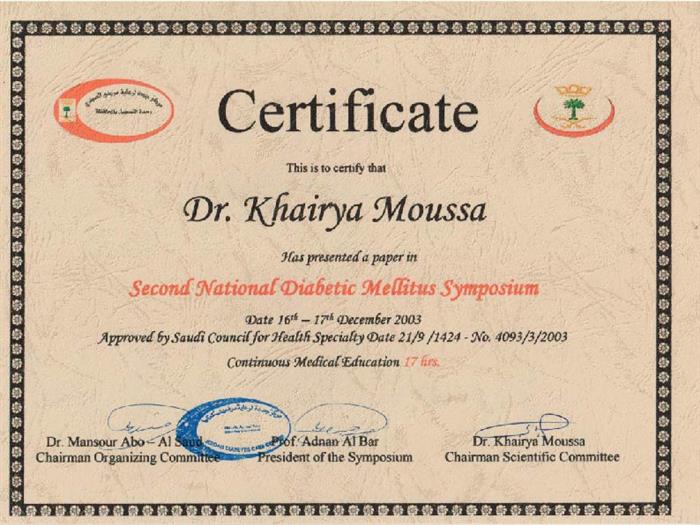 Certificate
This is to certify that
Dr. Khairya Moussa
Has presented a paper in
Second National Diabetic Mellitus Symposium
Date 16th – 17th December 2003
Approved by Saudi Council for Health Specialty Date 21/9 /1424 - No. 4093/3/2003
Continuous Medical Education 17 hrs.
Dr. Mansour Abo – Al Saud
Chairman Organizing Committee
Prof. Adnan Al Bar
President of the Symposium
Dr. Khairya Moussa
Chairman Scientific Committee